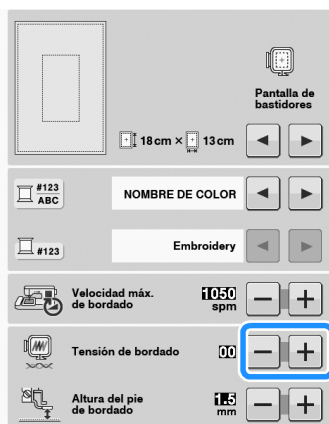 Pantalla de
bastidores
18 cm × 13 cm
#123
ABC
NOMBRE DE COLOR
#123
Embroidery
Velocidad máx.
de bordado
1050
spm
Tensión de bordado
00
Altura del pie
de bordado
1.5
mm